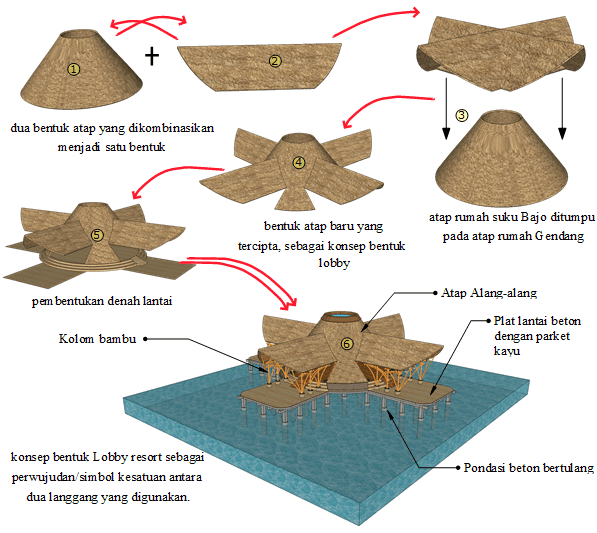 1
2
dua bentuk atap yang dikombinasikan
menjadi satu bentuk
3
atap rumah suku Bajo ditumpu
pada atap rumah Gendang
4
bentuk atap baru yang
tercipta, sebagai konsep bentuk
lobby
5
pembentukan denah lantai
6
Atap Alang-alang
Plat lantai beton
dengan parket
kayu
Kolom bambu
Pondasi beton bertulang
konsep bentuk Lobby resort sebagai
perwujudan/simbol kesatuan antara
dua langgang yang digunakan.